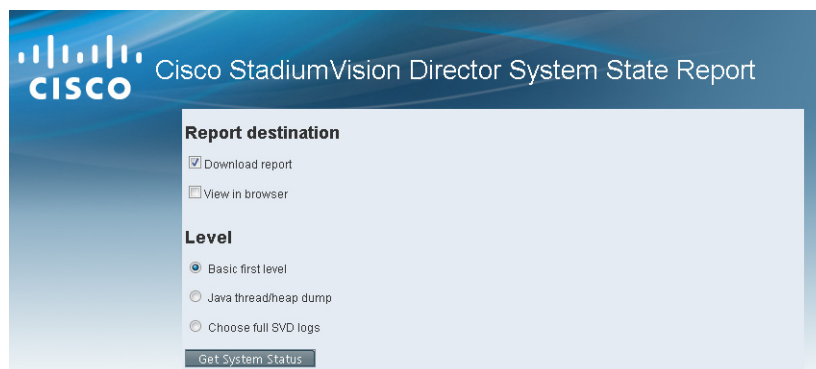 CISCO
Cisco StadiumVision Director System State Report
Report destination
Download report
View in browser
Level
Basic first level
Java thread/heap dump
Choose full SVD logs
Get System Status